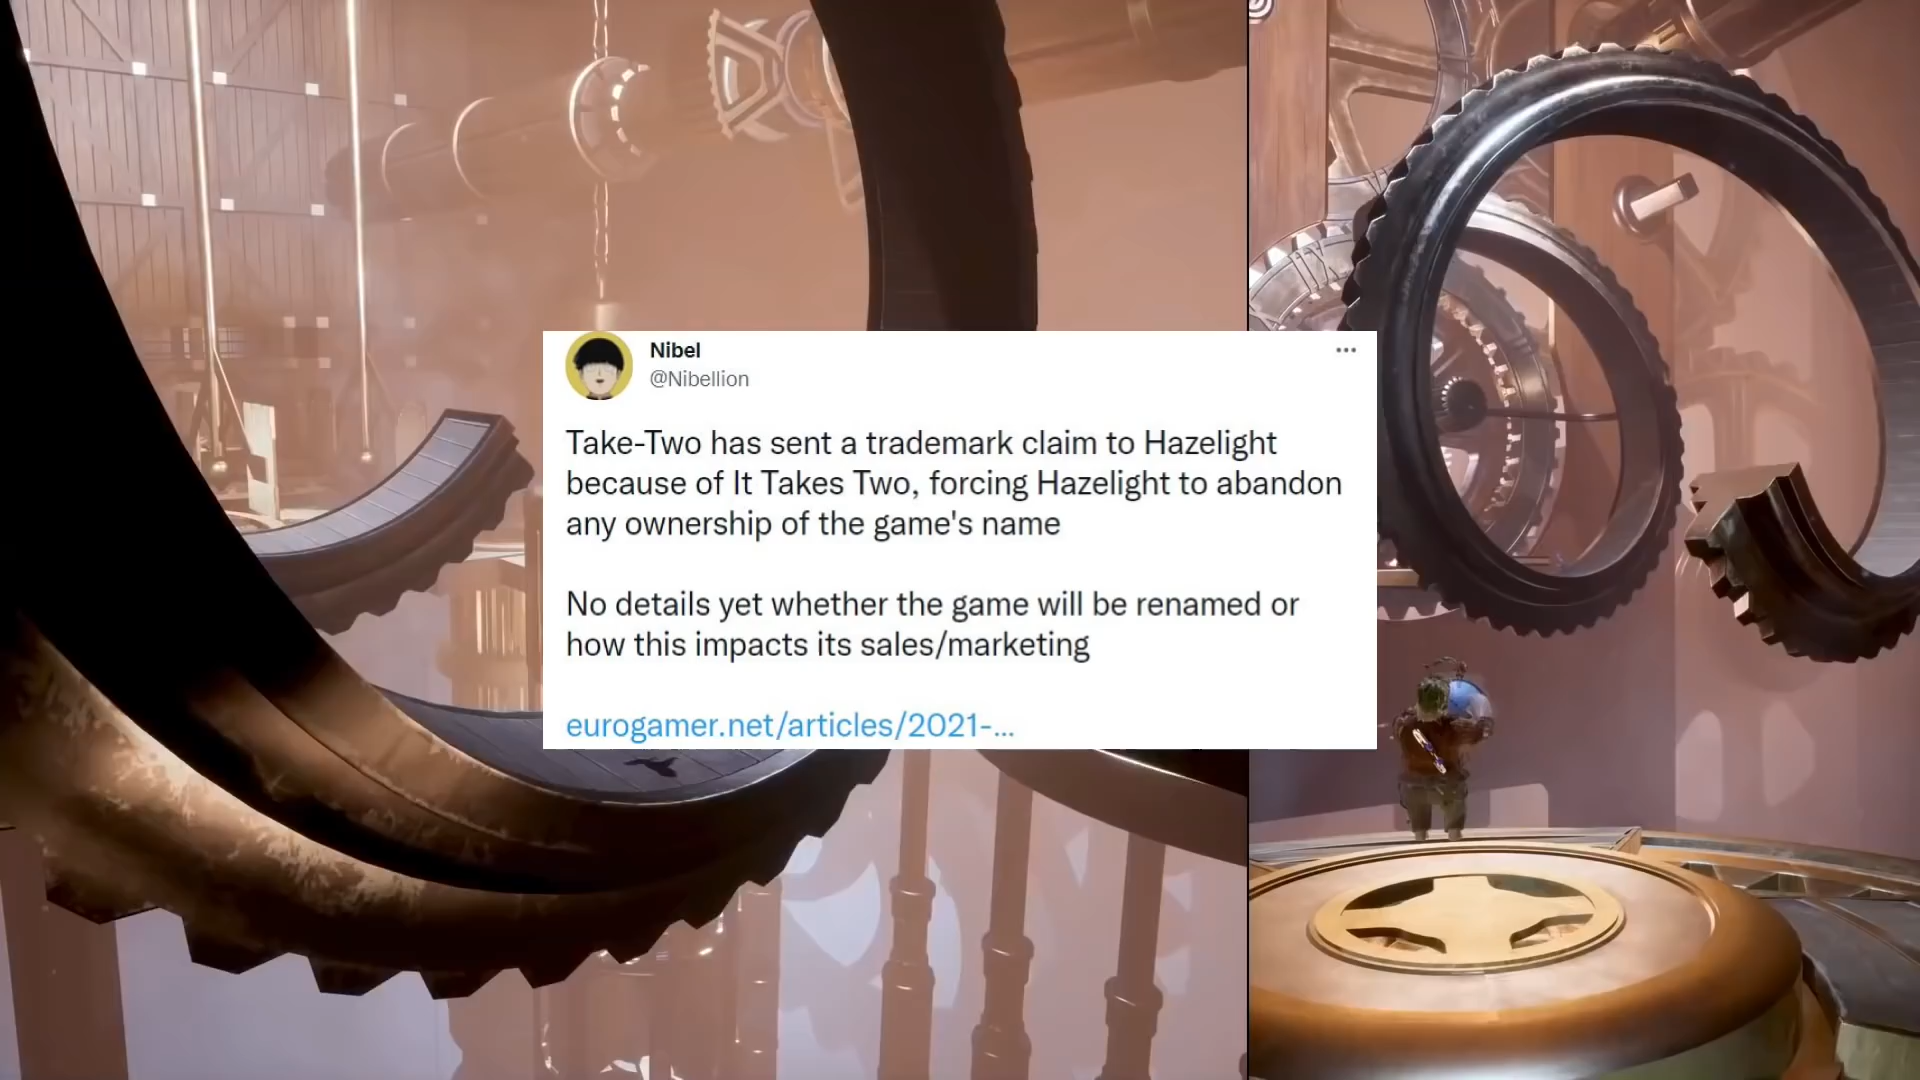 Nibel
@Nibellion
Take-Two has sent a trademark claim to Hazelight
because of It Takes Two, forcing Hazelight to abandon
any ownership of the game's name
No details yet whether the game will be renamed or
how this impacts its sales/marketing
eurogamer.net/articles/2021-...